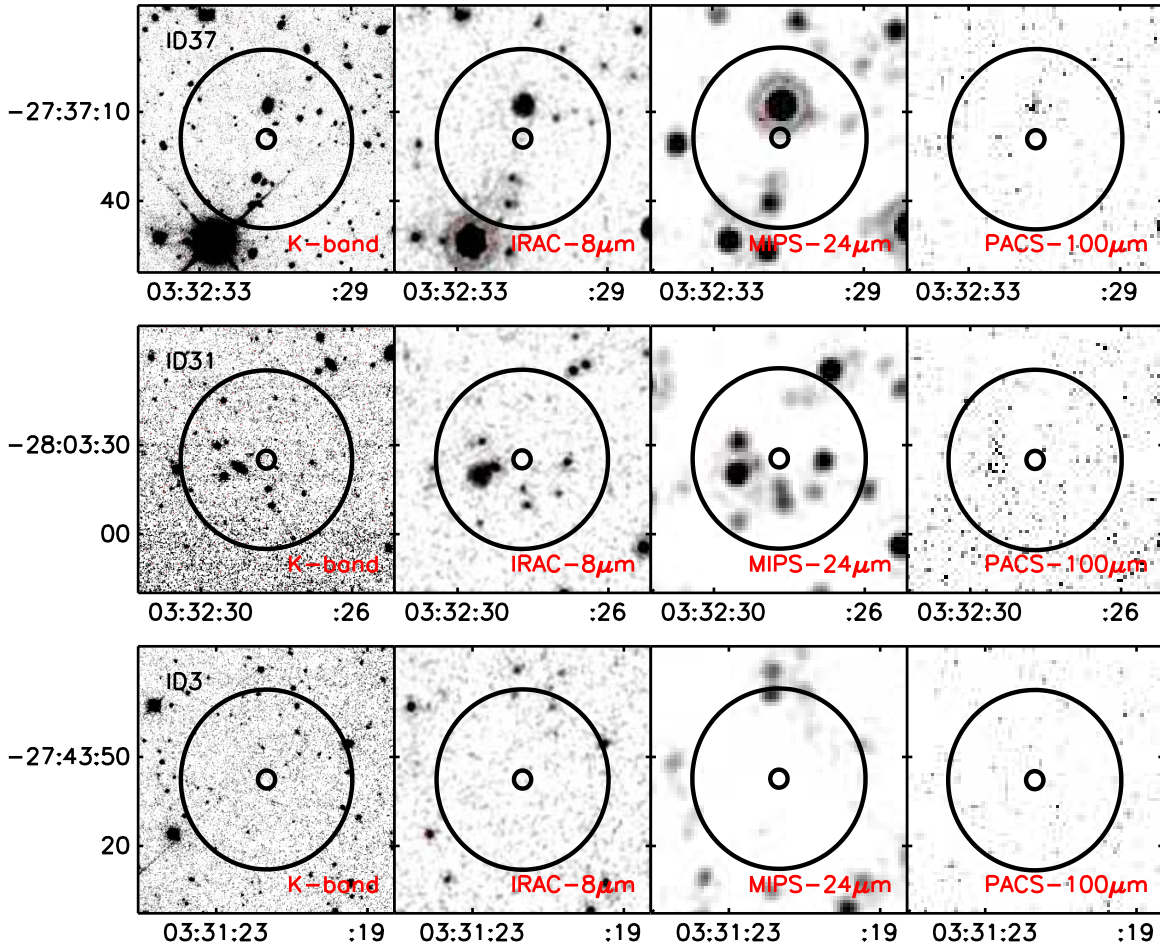 ID37
K-band IRAC-8μm MIPS-24μm PACS-100μm
-27:37:10
40
03:32:33 :29 03:32:33 :29 03:32:33 :29 03:32:33 :29
ID31
K-band IRAC-8μm MIPS-24μm PACS-100μm
-28:03:30
00
03:32:30 :26 03:32:30 :26 03:32:30 :26 03:32:30 :26
ID3
K-band IRAC-8μm MIPS-24μm PACS-100μm
-27:43:50
20
03:31:23 :19 03:31:23 :19 03:31:23 :19 03:31:23 :19